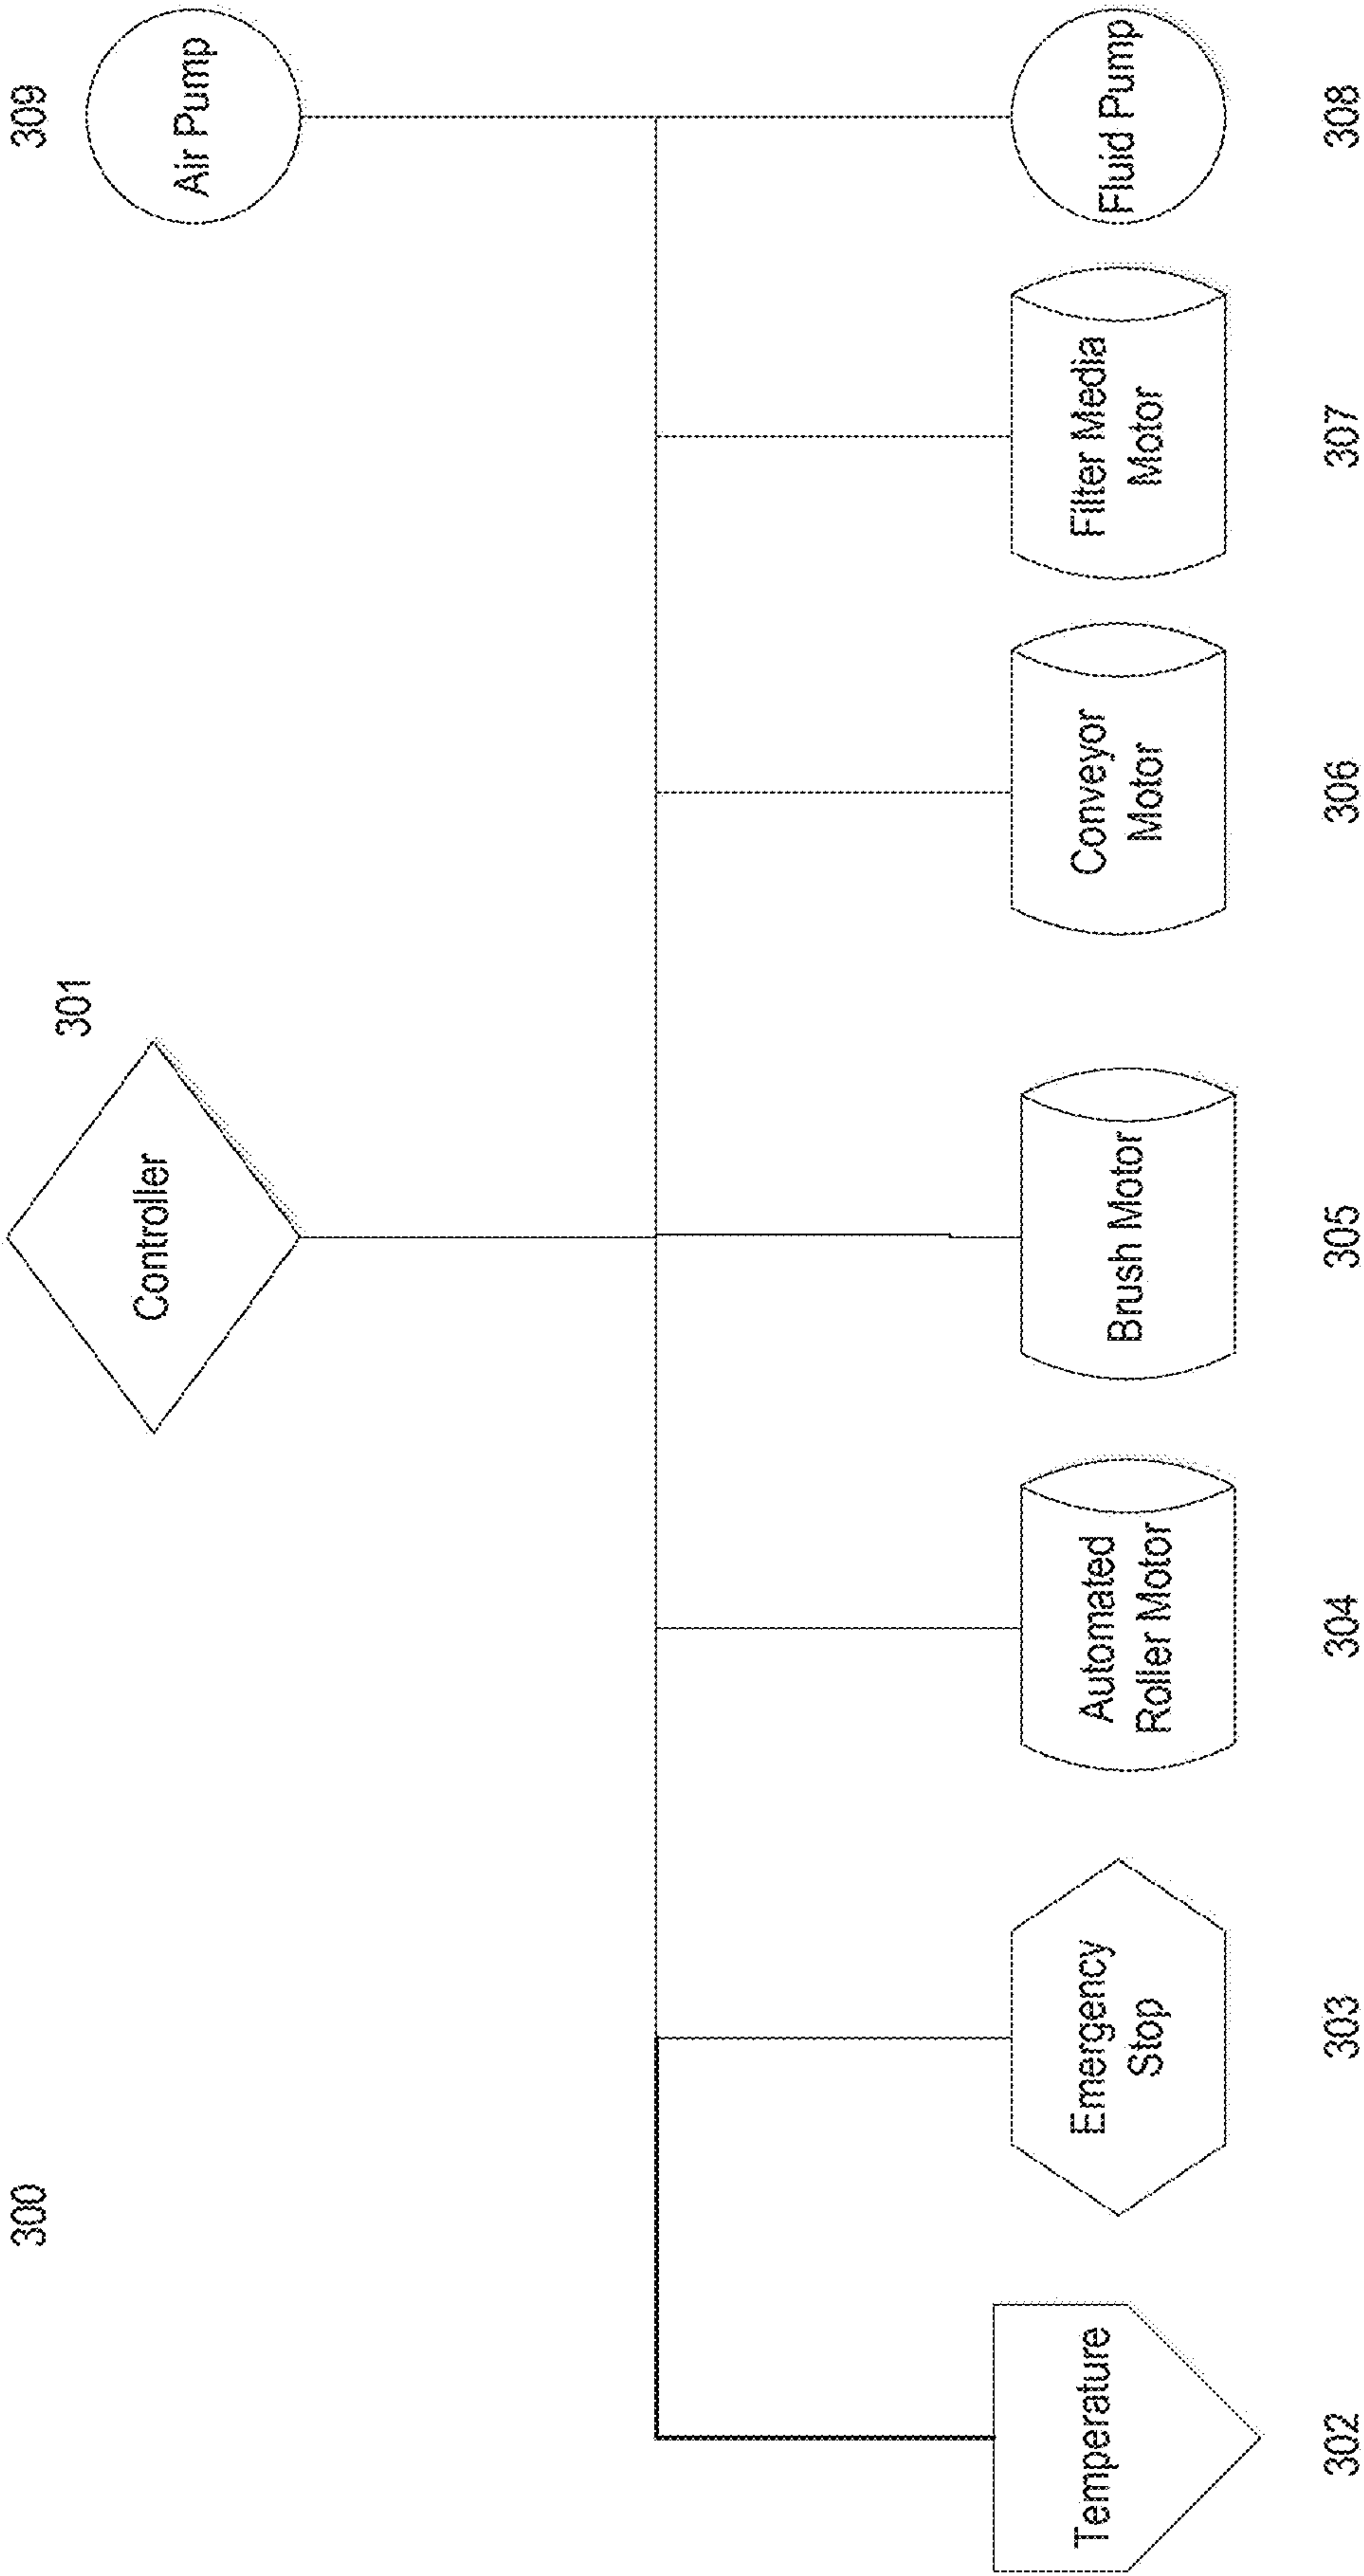 300
301
309
Controller
Air Pump
Temperature
Emergency
Stop
Automated
Roller Motor
Brush Motor
Conveyor
Motor
Filter Media
Motor
Fluid Pump
302
303
304
305
306
307
308